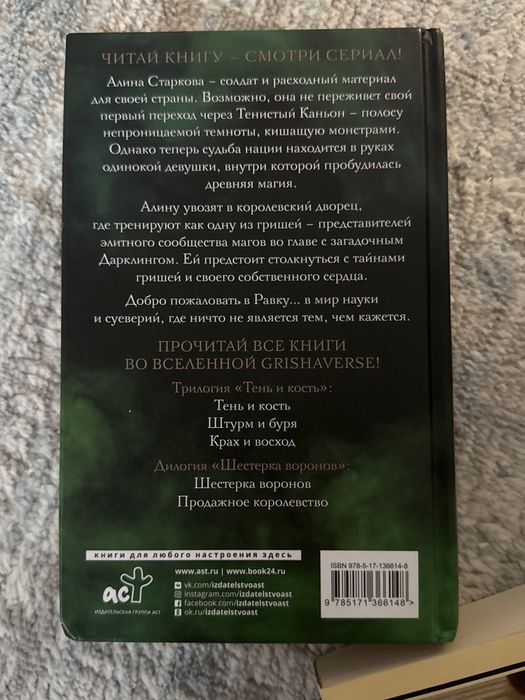 ЧИТАЙ КНИГУ – СМОТРИ СЕРИАЛ!
Алина Старкова – солдат и расходный материал
для своей страны. Возможно, она не переживет свой
первый переход через Тенистый Каньон – полосу
непроницаемой темноты, кишащую монстрами.
Однако теперь судьба нации находится в руках
одинокой девушки, внутри которой пробудилась
древняя магия.
Алину увозят в королевский дворец,
где тренируют как одну из гришей – представителей
элитного сообщества магов во главе с загадочным
Дарклингом. Ей предстоит столкнуться с тайнами
гришей и своего собственного сердца.
Добро пожаловать в Равку... в мир науки
и суеверий, где ничто не является тем, чем кажется.
ПРОЧИТАЙ ВСЕ КНИГИ
ВО ВСЕЛЕННОЙ GRISHAVERSE!
Трилогия «Тень и кость»:
Тень и кость
Штурм и буря
Крах и восход
Дилогия «Шестерка воронов»:
Шестерка воронов
Продажное королевство
книги для любого настроения здесь
www.ast.ru | www.book24.ru
vk.com/izdatelstvoast
instagram.com/izdatelstvoast
facebook.com/izdatelstvoast
ok.ru/izdatelstvoast
аст
ИЗДАТЕЛЬСКАЯ ГРУППА АСТ
ISBN 978-5-17-136614-8
9785171366148>